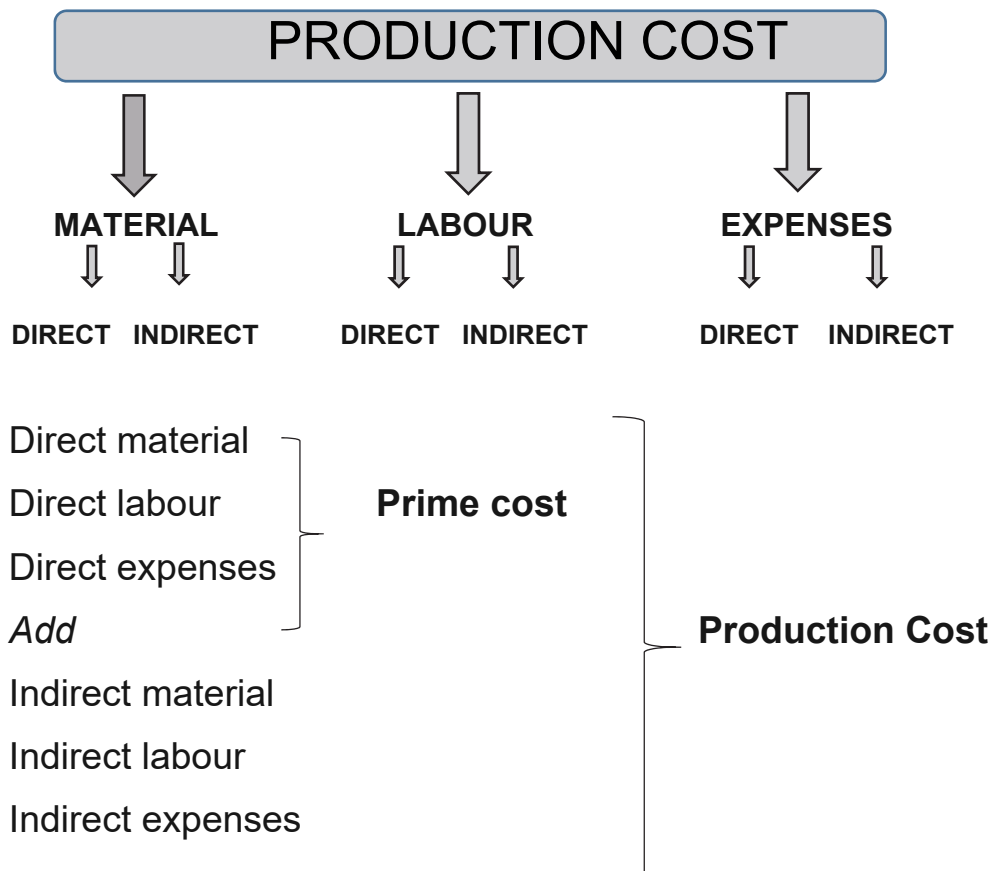 PRODUCTION COST
MATERIAL LABOUR EXPENSES
DIRECT INDIRECT DIRECT INDIRECT DIRECT INDIRECT
Direct material
Direct labour Prime cost
Direct expenses
Add Production Cost
Indirect material
Indirect labour
Indirect expenses